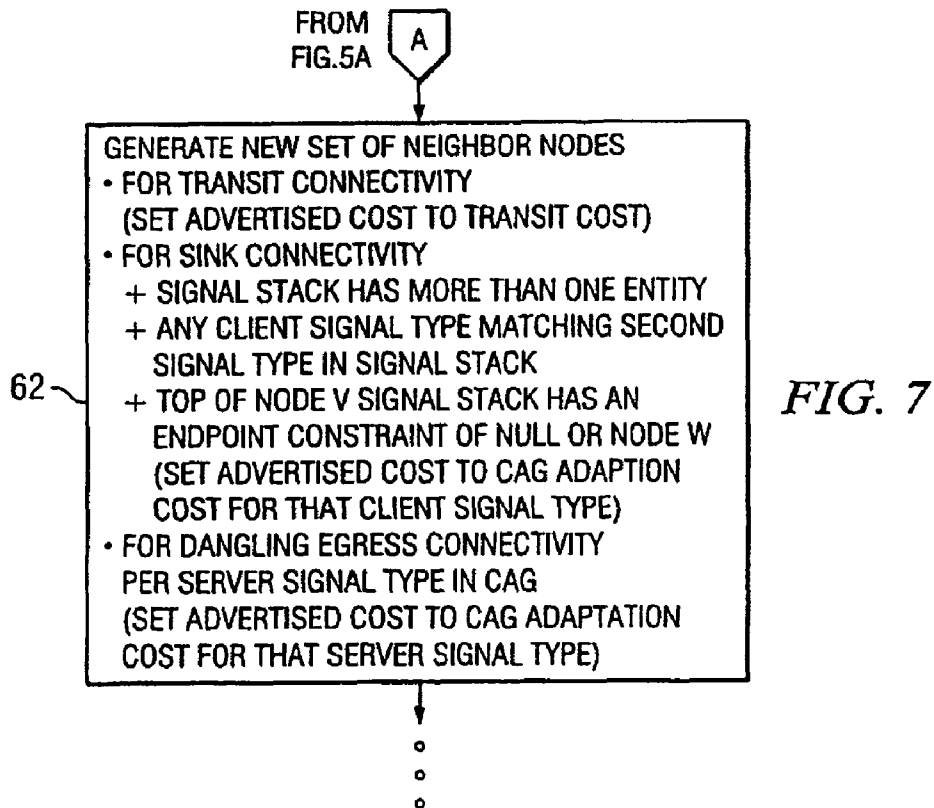 FROM
FIG.5A
A
GENERATE NEW SET OF NEIGHBOR NODES
• FOR TRANSIT CONNECTIVITY
(SET ADVERTISED COST TO TRANSIT COST)
• FOR SINK CONNECTIVITY
+ SIGNAL STACK HAS MORE THAN ONE ENTITY
+ ANY CLIENT SIGNAL TYPE MATCHING SECOND
SIGNAL TYPE IN SIGNAL STACK
+ TOP OF NODE V SIGNAL STACK HAS AN
ENDPOINT CONSTRAINT OF NULL OR NODE W
(SET ADVERTISED COST TO CAG ADAPTION
COST FOR THAT CLIENT SIGNAL TYPE)
• FOR DANGLING EGRESS CONNECTIVITY
PER SERVER SIGNAL TYPE IN CAG
(SET ADVERTISED COST TO CAG ADAPTATION
COST FOR THAT SERVER SIGNAL TYPE)
62
FIG. 7